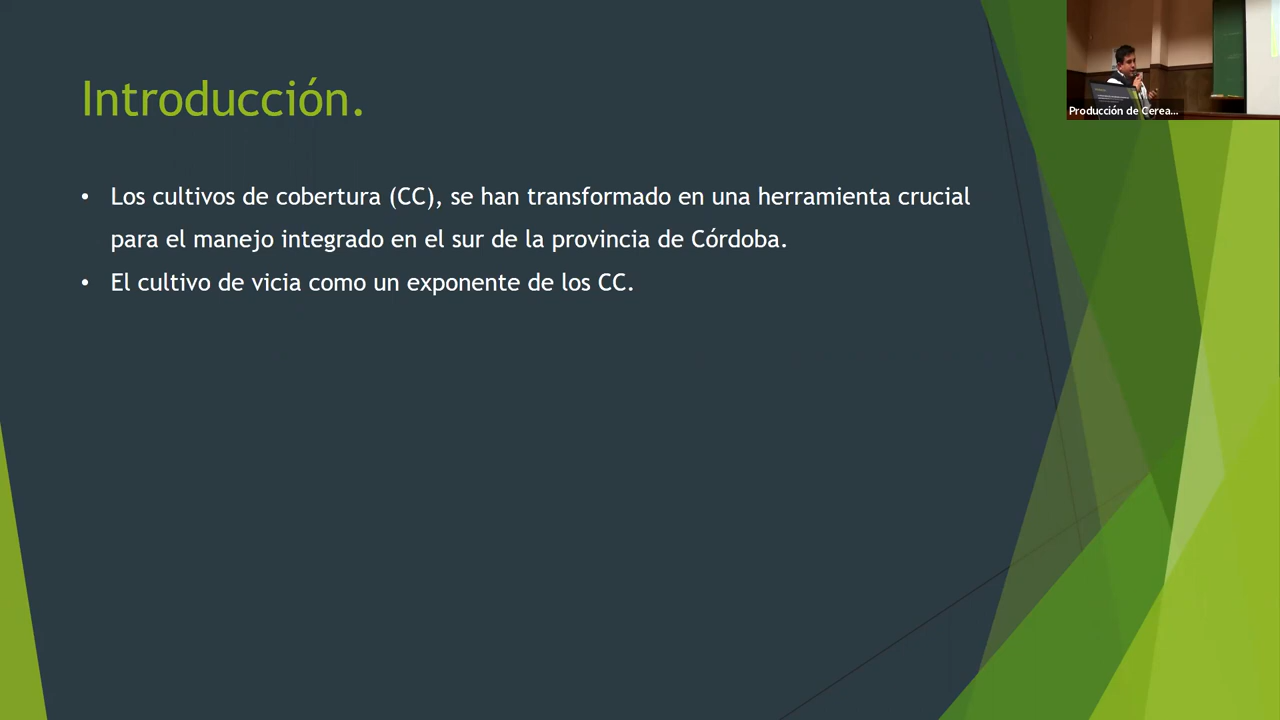 Introducción.
• Los cultivos de cobertura (CC), se han transformado en una herramienta crucial
para el manejo integrado en el sur de la provincia de Córdoba.
• El cultivo de vicia como un exponente de los CC.
Producción de Cerea...